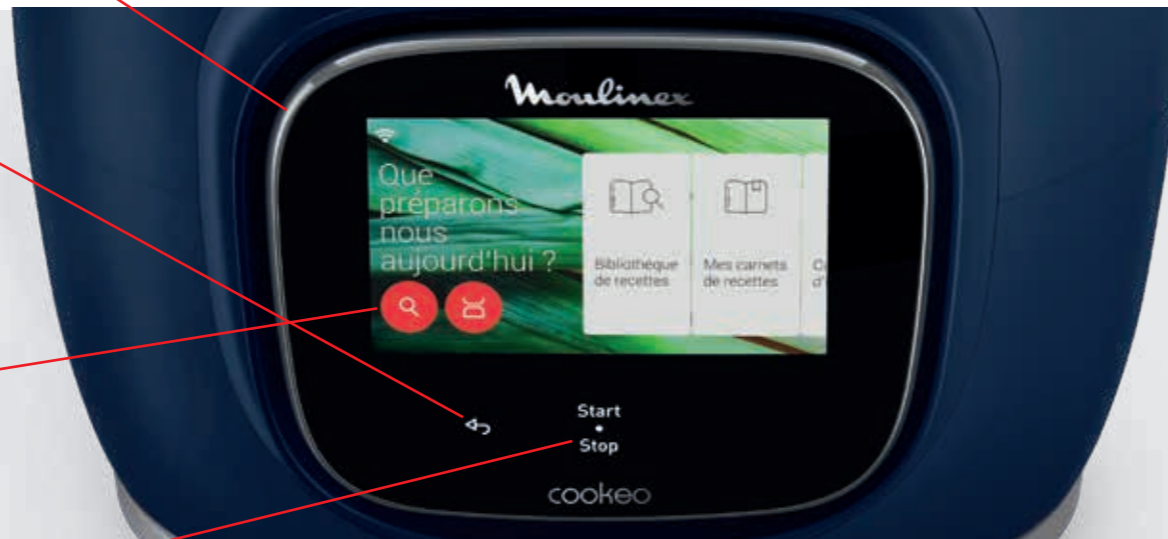 Moulinex
Que
préparons
nous
aujourd'hui ?
Bibliothèque
de recettes
Mes carnets
de recettes
Start
Stop
cookeo